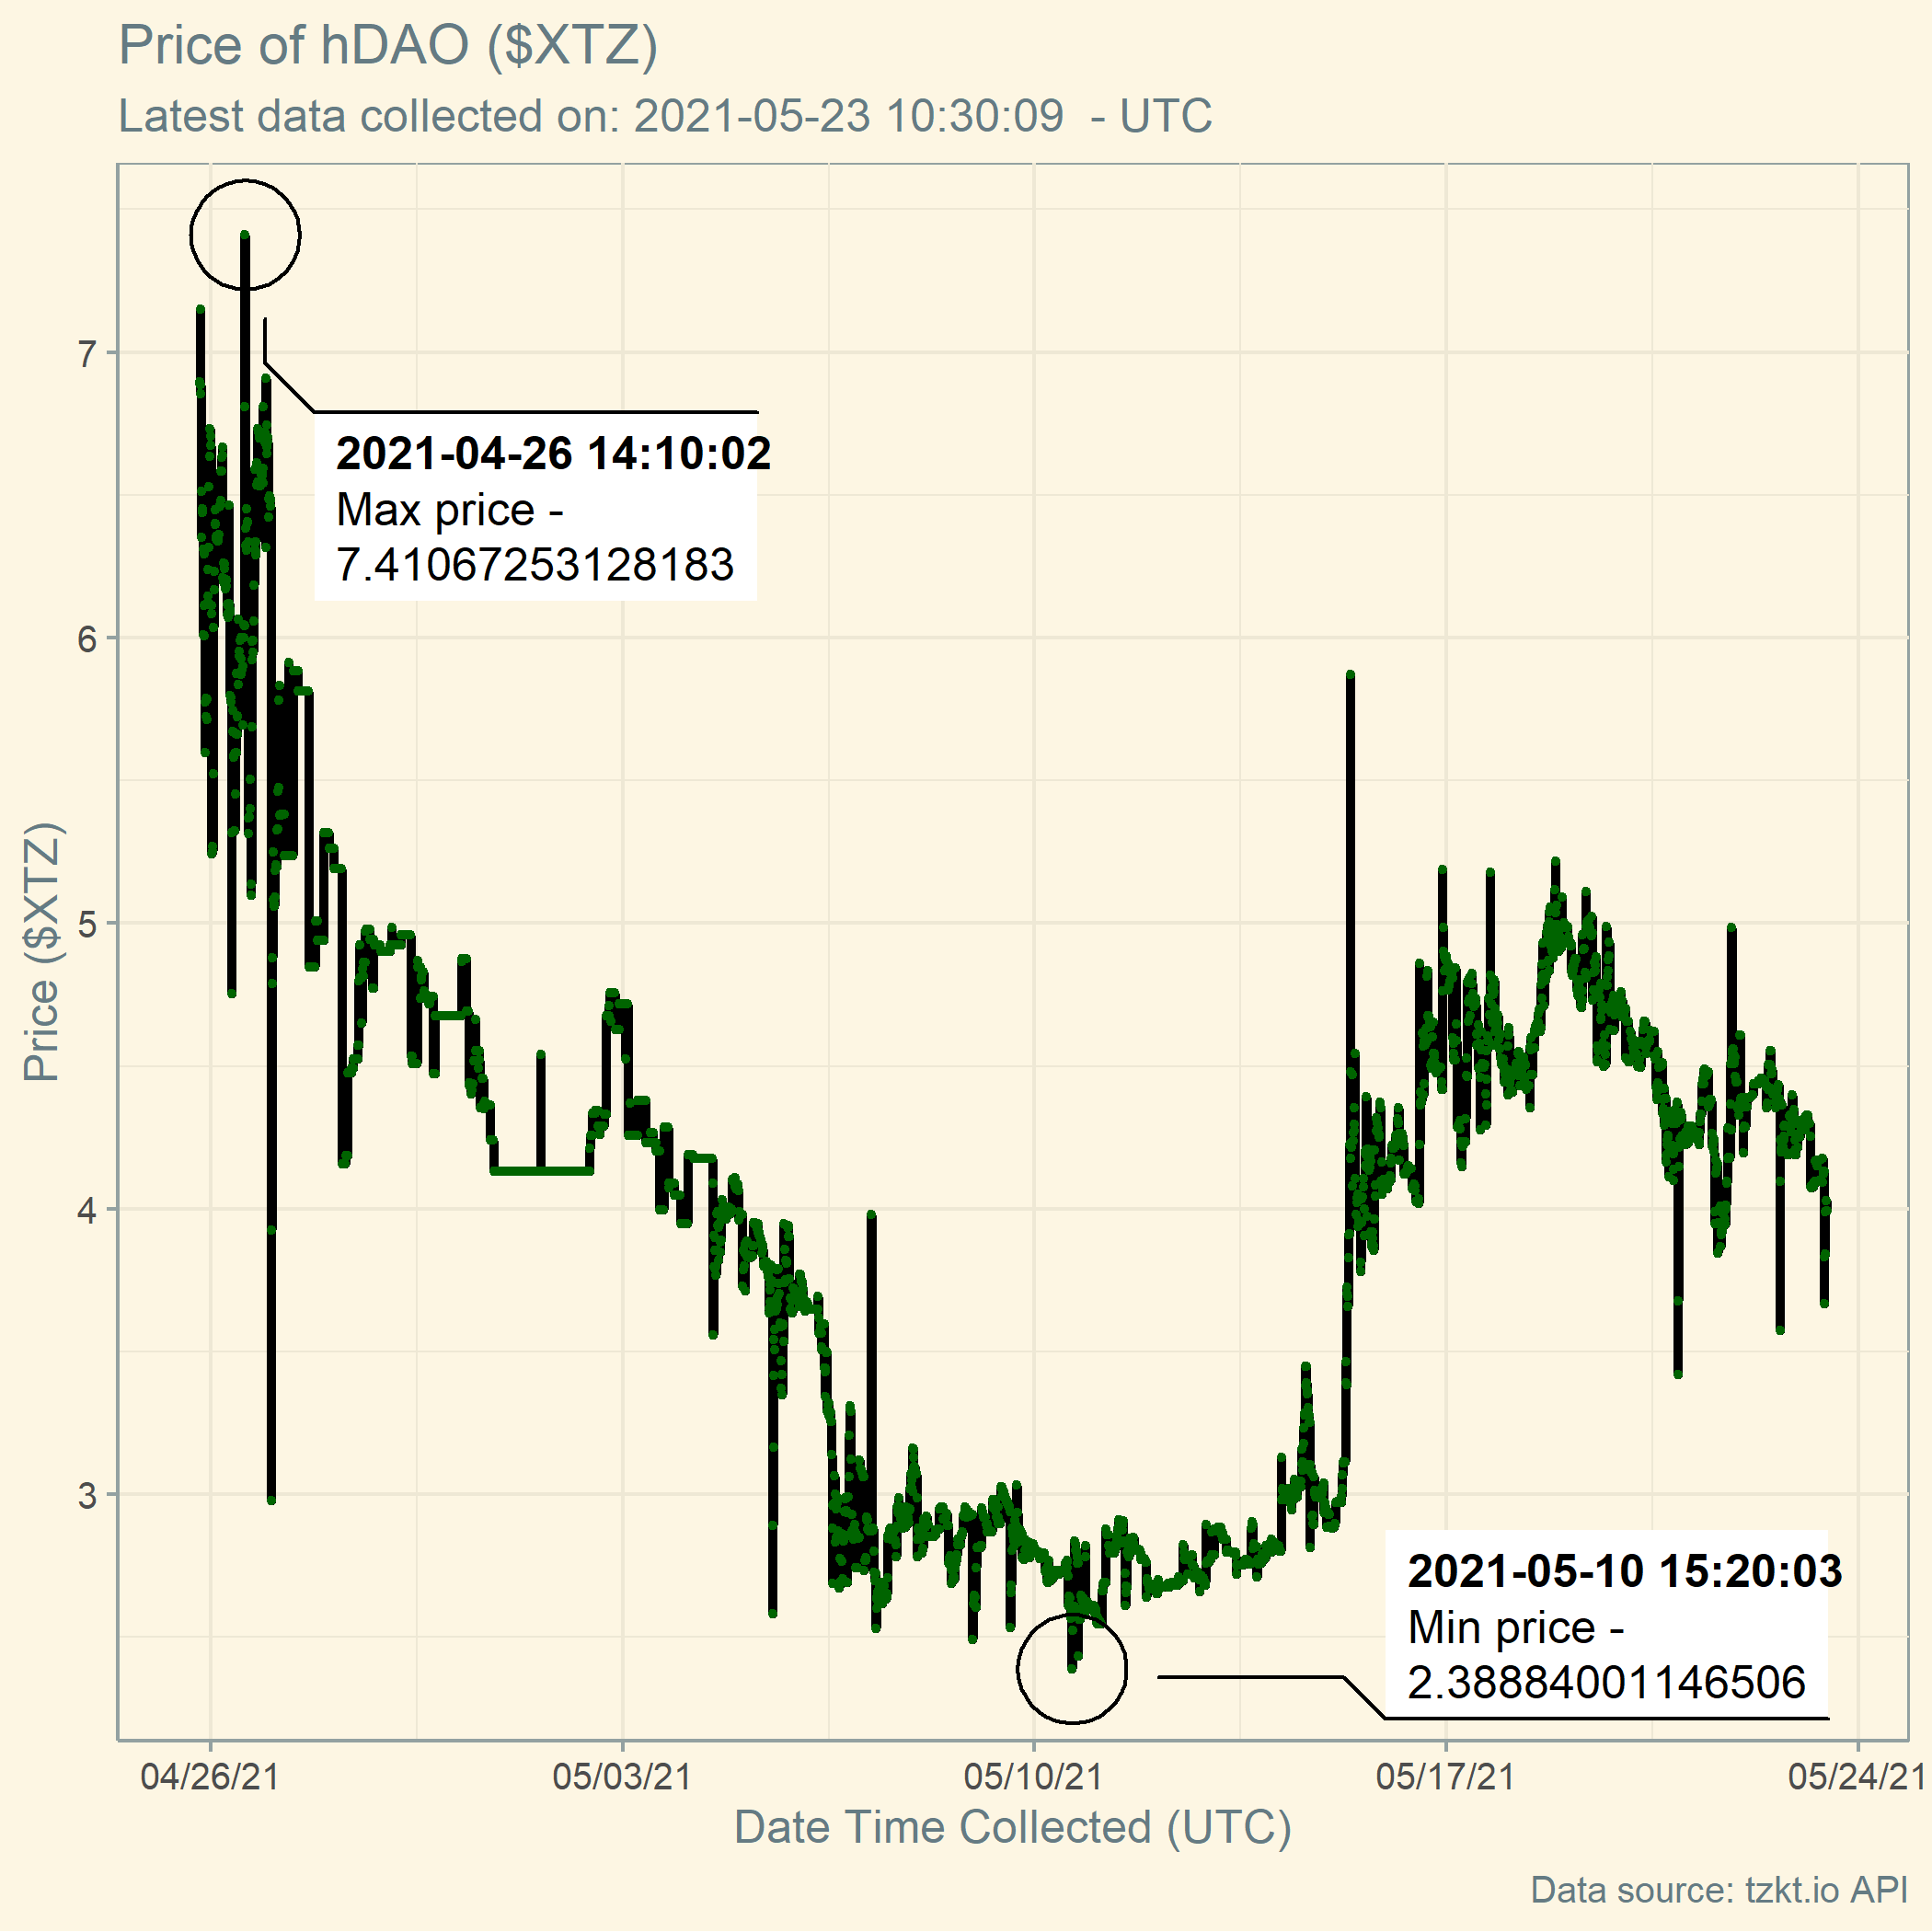 Price of hDAO ($XTZ)
Latest data collected on: 2021-05-23 10:30:09  - UTC
7
6
5
4
3
Price ($XTZ)
2021-04-26 14:10:02
Max price -
7.41067253128183
2021-05-10 15:20:03
Min price -
2.38884001146506
04/26/21
05/03/21
05/10/21
05/17/21
05/24/21
Date Time Collected (UTC)
Data source: tzkt.io API